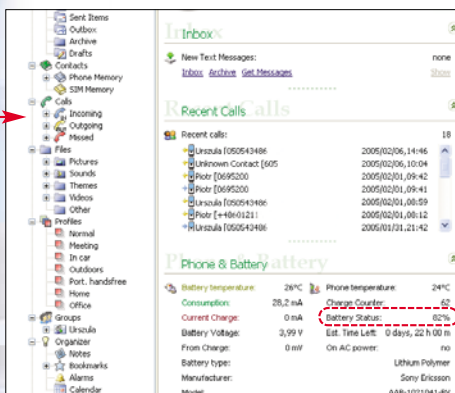 Sent Items
Outbox
Archive
Drafts
Contacts
Phone Memory
SIM Memory
Calls
Incoming
Outgoing
Missed
Files
Pictures
Sounds
Themes
Videos
Other
Profiles
Normal
Meeting
In car
Outdoors
Port. handsfree
Home
Office
Groups
Urszula
Organizer
Notes
Bookmarks
Alarms
Calendar
Inbox
New Text Messages: none
Inbox Archive Get Messages Show
Recent Calls
Recent calls: 18
Urszula [050543486 2005/02/06,14:46
Unknown Contact [605 2005/02/06,10:04
Piotr [0695200 2005/02/01,09:42
Piotr [0695200 2005/02/01,09:41
Urszula [050543486 2005/02/01,08:59
Piotr [+4860121! 2005/02/01,08:12
Urszula [050543486 2005/01/31,21:42
Phone & Battery
Battery temperature: 26°C Phone temperature: 24°C
Consumption: 28,2 mA Charge Counter: 62
Current Charge: 0 mA Battery Status: 82%
Battery Voltage: 3,99 V Est. Time Left: 0 days, 22 h 00 m
From Charge: 0 mV On AC power: no
Battery type: Lithium Polymer
Manufacturer: Sony Ericsson
Model